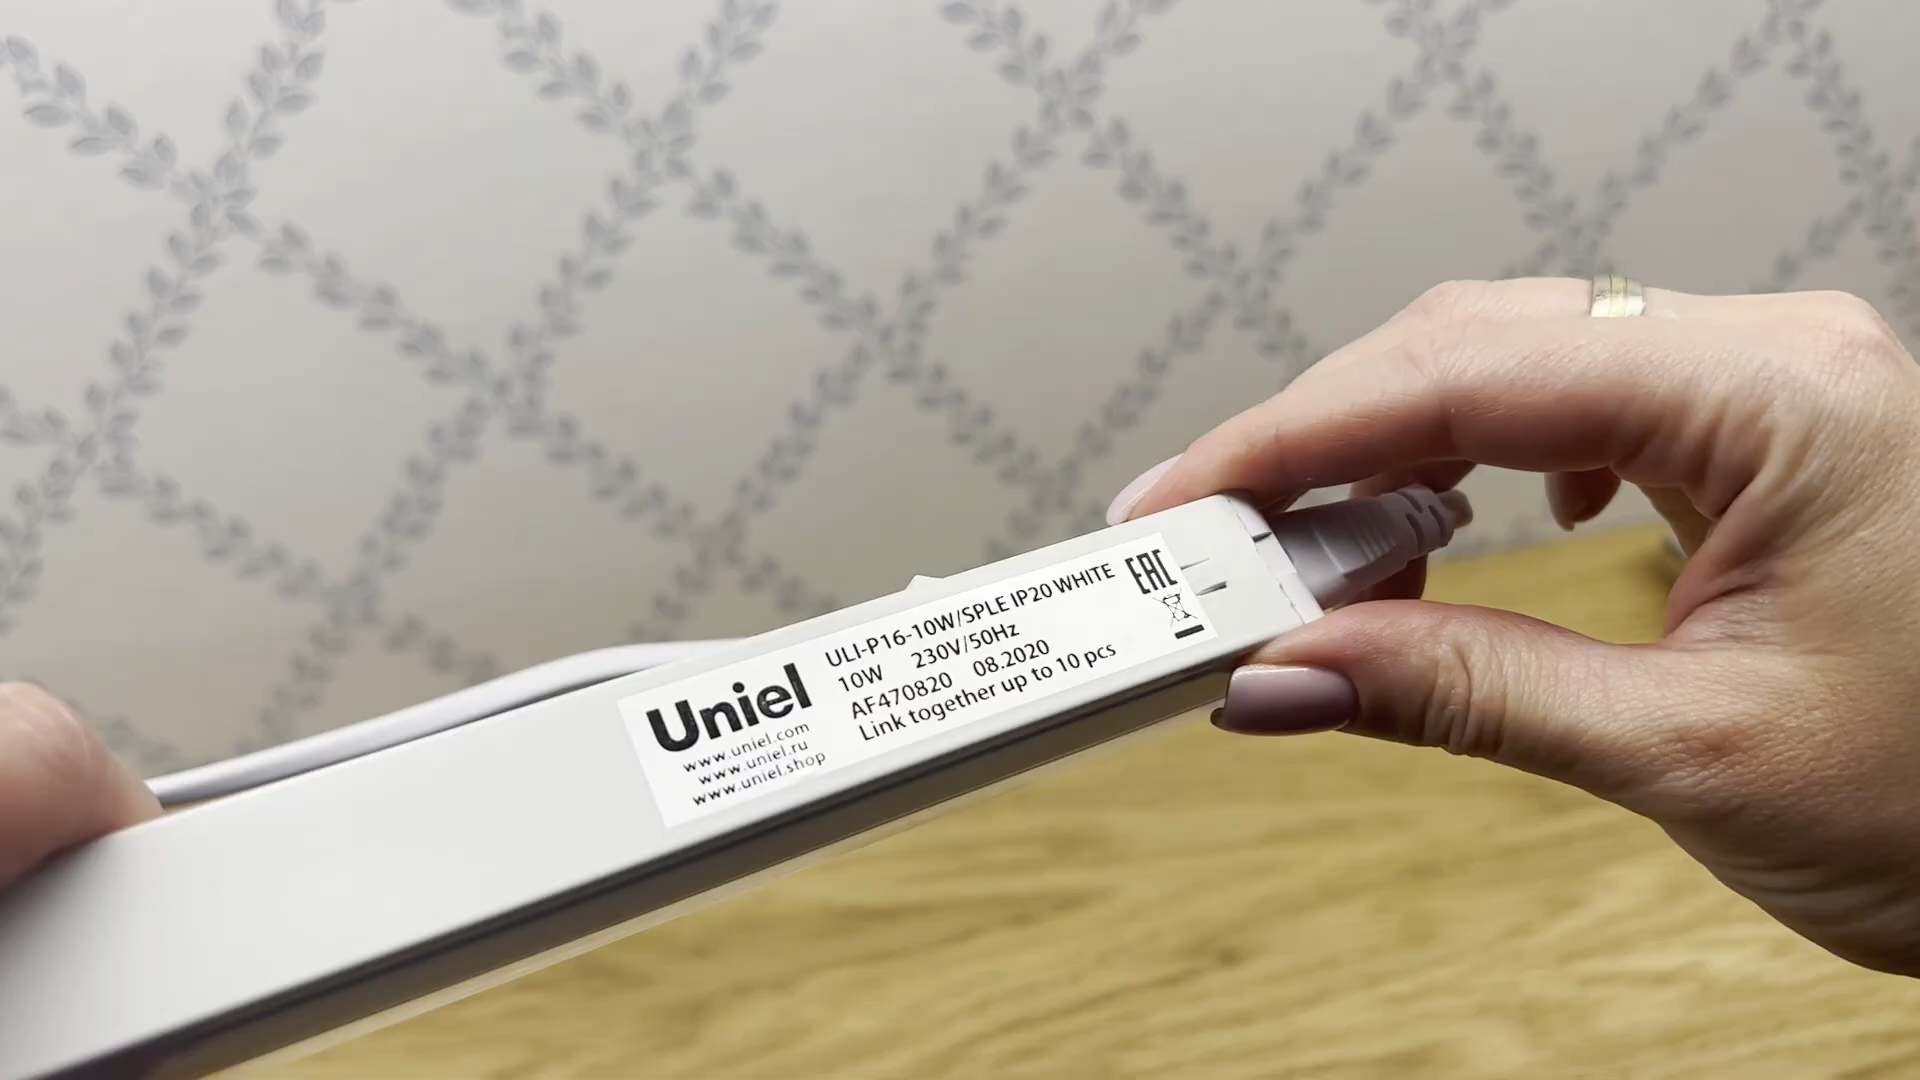 Uniel
www.uniel.com
www.uniel.ru
www.uniel.shop
ULI-P16-10W/SPLE IP20 WHITE
10W 230V/50Hz
AF470820 08.2020
Link together up to 10 pcs
EAC